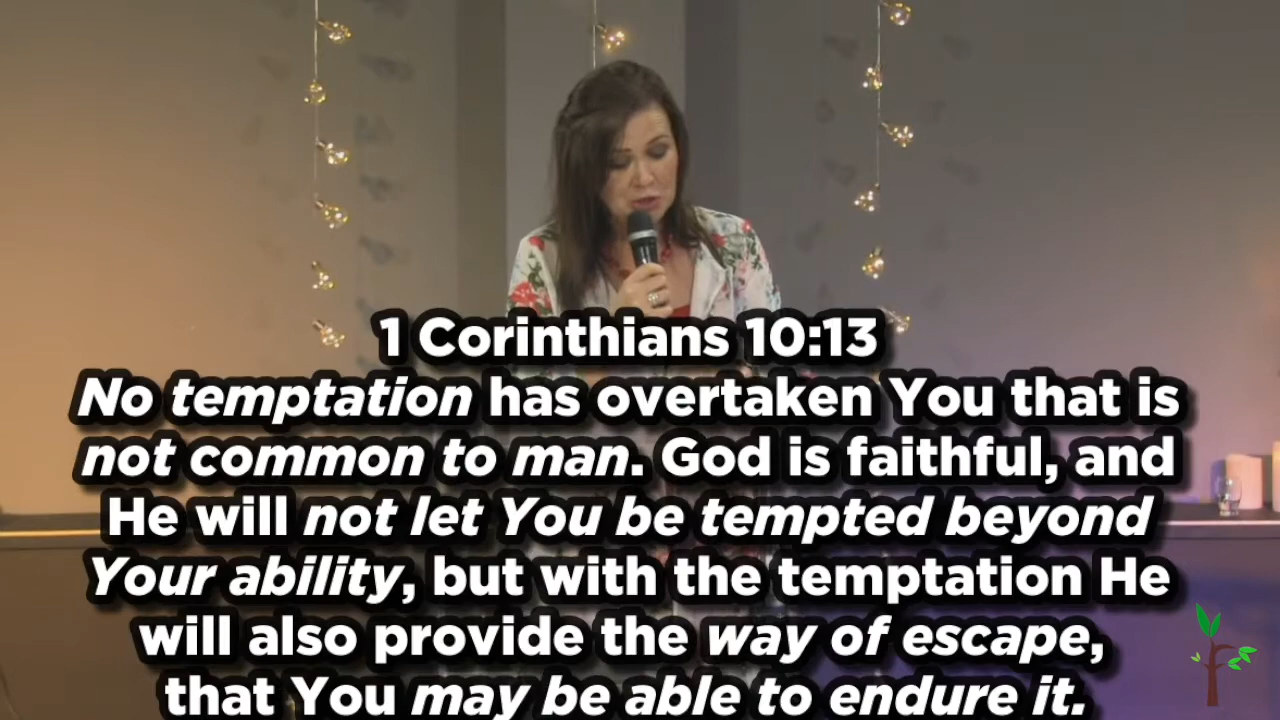 1 Corinthians 10:13
No temptation has overtaken You that is
not common to man. God is faithful, and
He will not let You be tempted beyond
Your ability, but with the temptation He
will also provide the way of escape,
that You may be able to endure it.